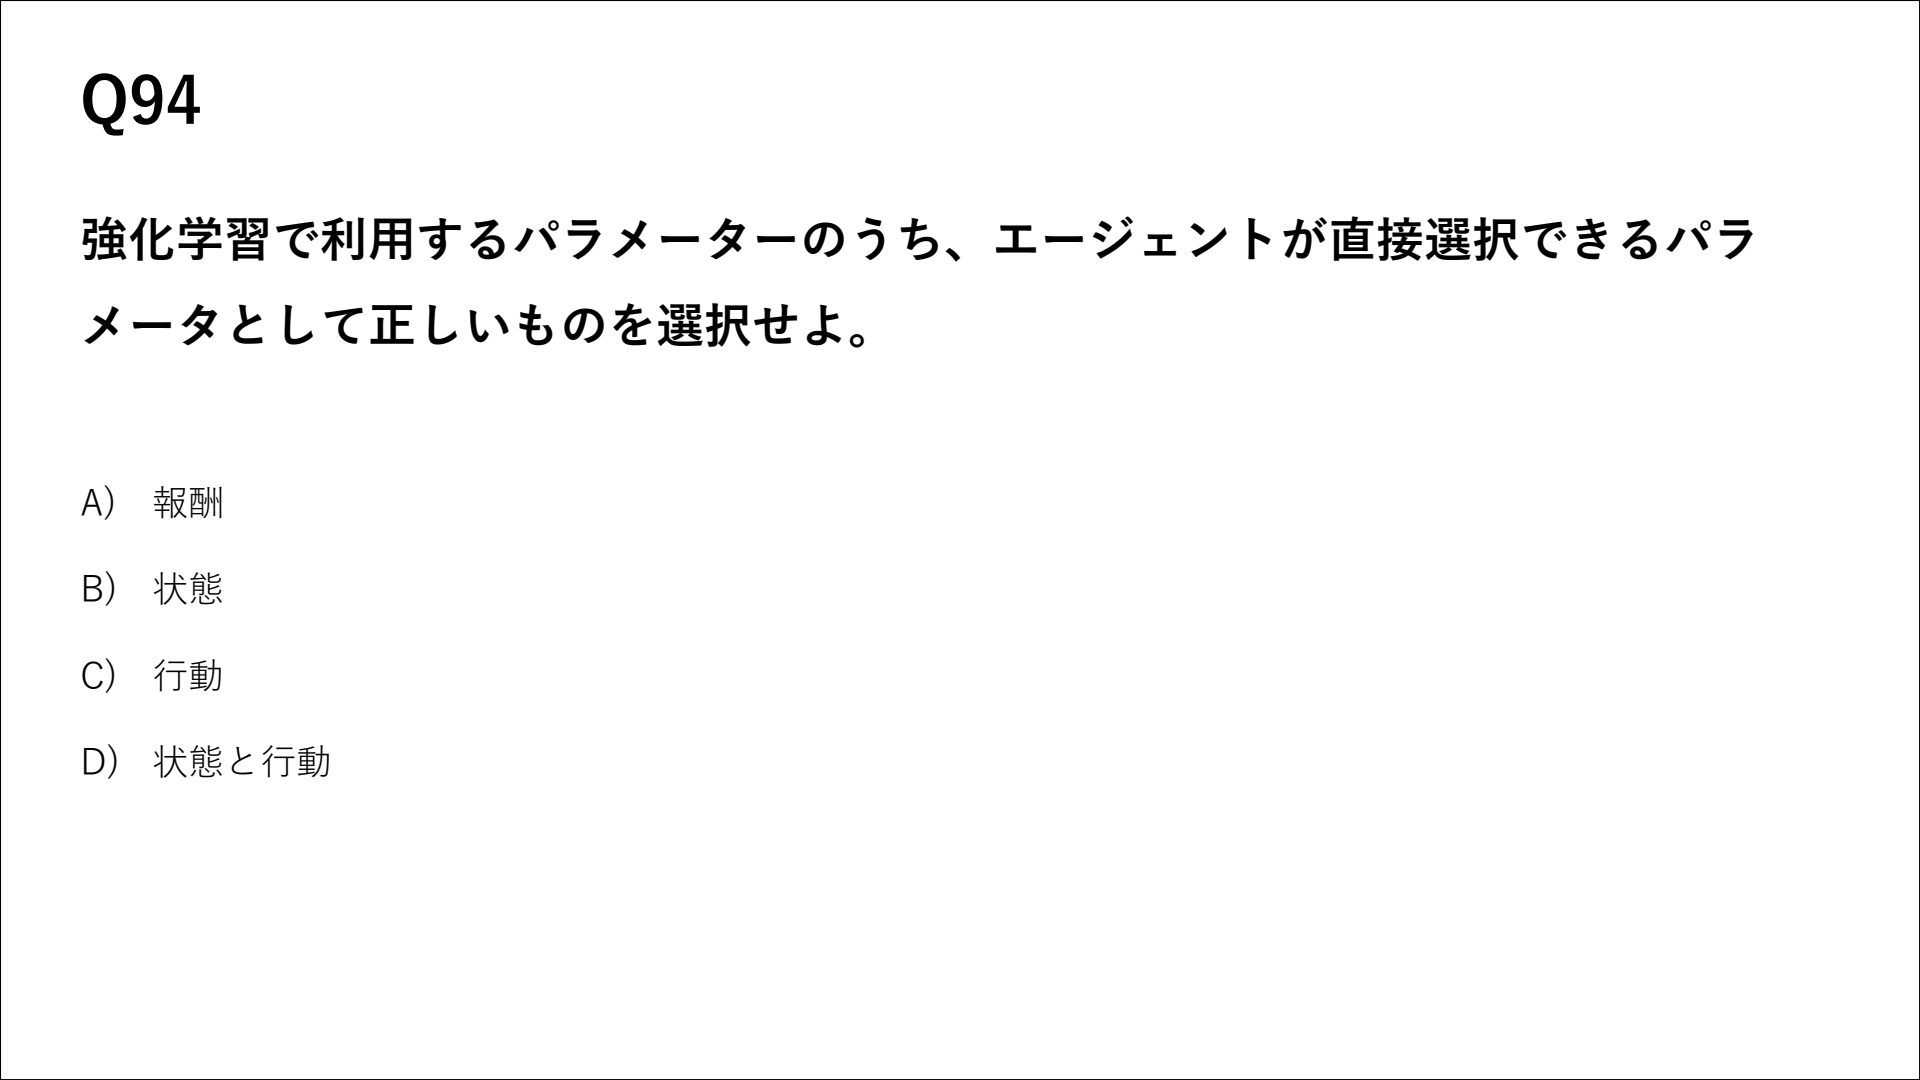 Q94
強化学習で利用するパラメーターのうち、エージェントが直接選択できるパラ
メータとして正しいものを選択せよ。
A) 報酬
B) 状態
C) 行動
D) 状態と行動